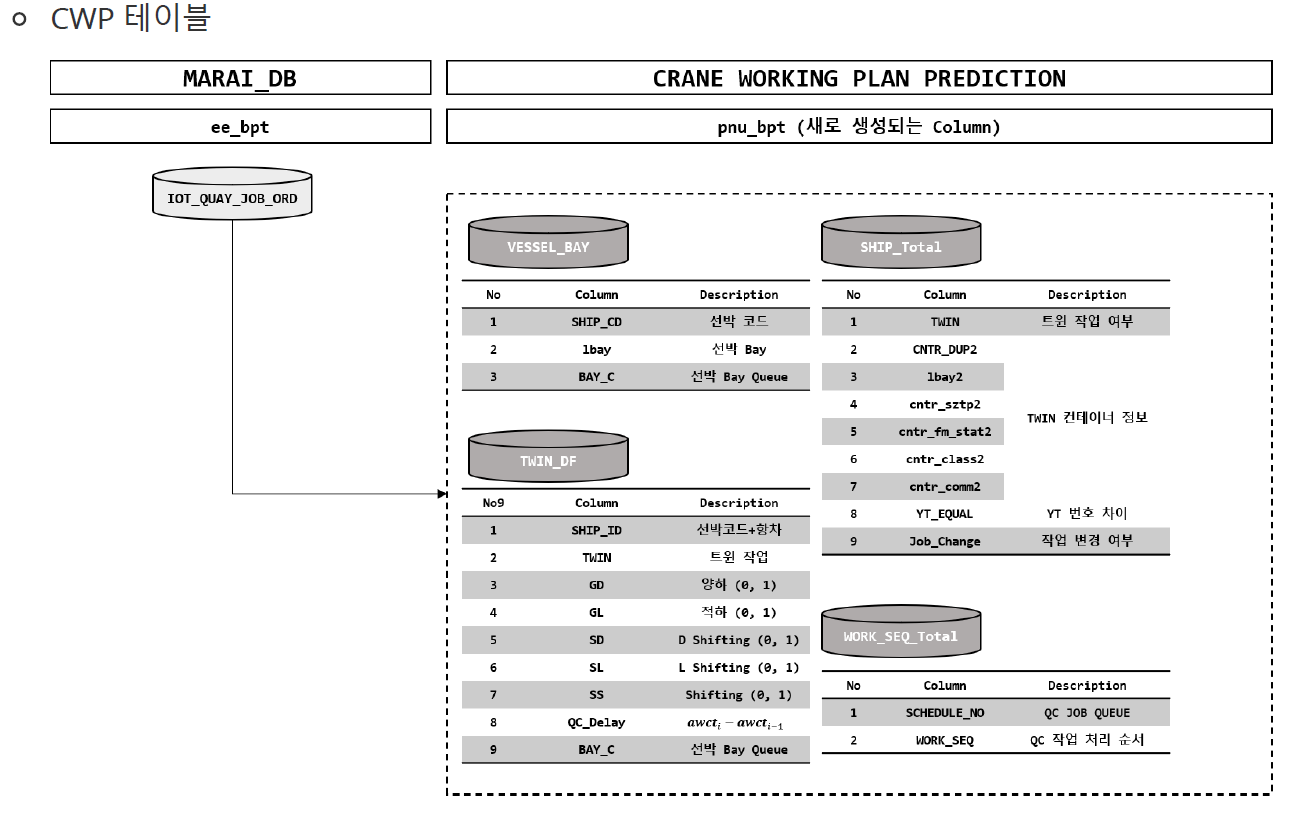 CWP 테이블
MARAI_DB
CRANE WORKING PLAN PREDICTION
ee_bpt
pnu_bpt (새로 생성되는 Column)
IOT_QUAY_JOB_ORD
VESSEL_BAY
No Column Description
1 SHIP_CD 선박 코드
2 lbay 선박 Bay
3 BAY_C 선박 Bay Queue
TWIN_DF
No9 Column Description
1 SHIP_ID 선박코드+항차
2 TWIN 트윈 작업
3 GD 양하 (0, 1)
4 GL 적하 (0, 1)
5 SD D Shifting (0, 1)
6 SL L Shifting (0, 1)
7 SS Shifting (0, 1)
8 QC_Delay awctᵢ − awctᵢ₋₁
9 BAY_C 선박 Bay Queue
SHIP_Total
No Column Description
1 TWIN 트윈 작업 여부
2 CNTR_DUP2
3 lbay2
4 cntr_sztp2
TWIN 컨테이너 정보
5 cntr_fm_stat2
6 cntr_class2
7 cntr_comm2
8 YT_EQUAL YT 번호 차이
9 Job_Change 작업 변경 여부
WORK_SEQ_Total
No Column Description
1 SCHEDULE_NO QC JOB QUEUE
2 WORK_SEQ QC 작업 처리 순서